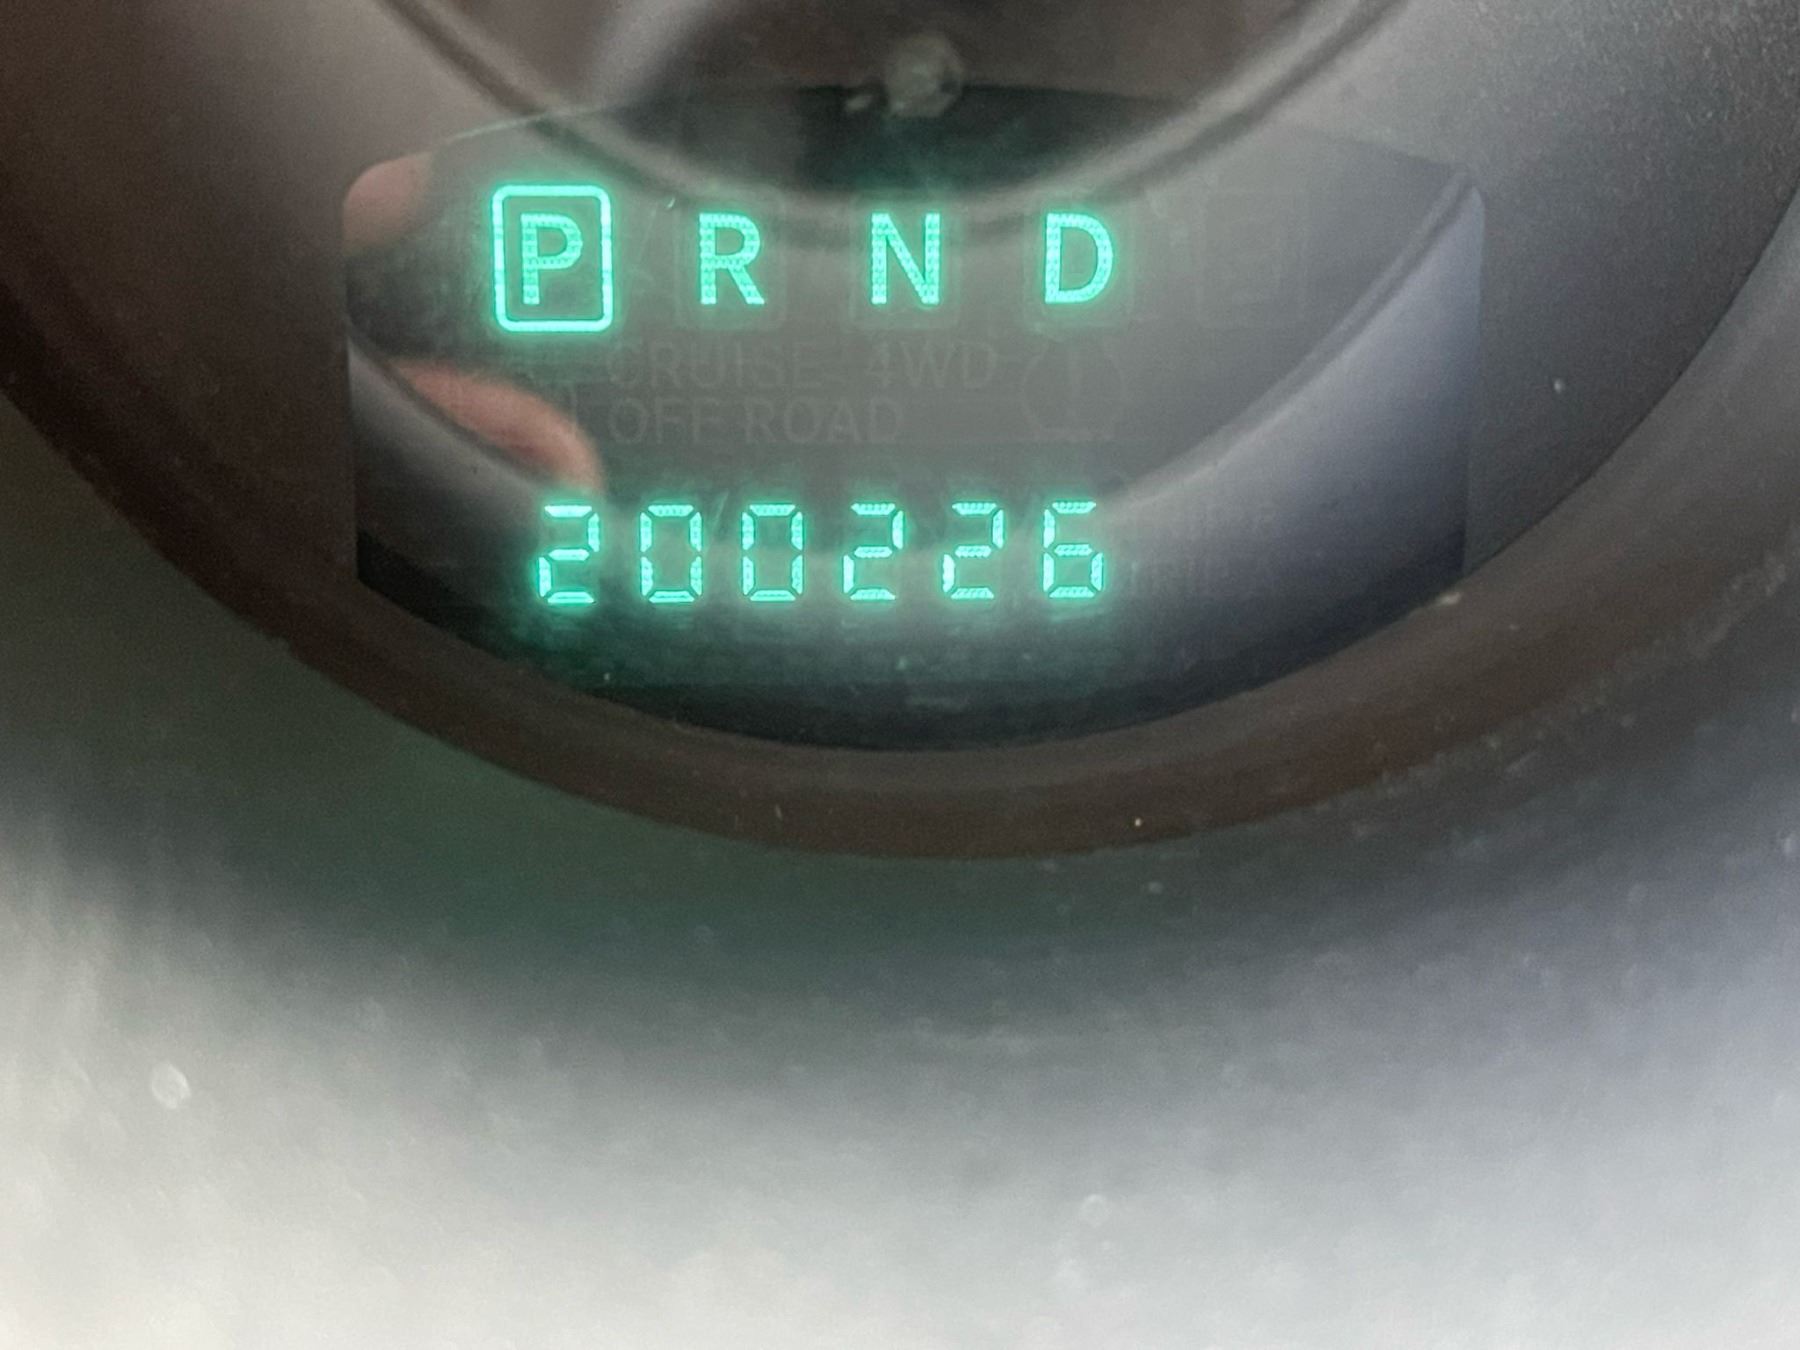 P R N D
CRUISE 4WD
OFF ROAD
200226